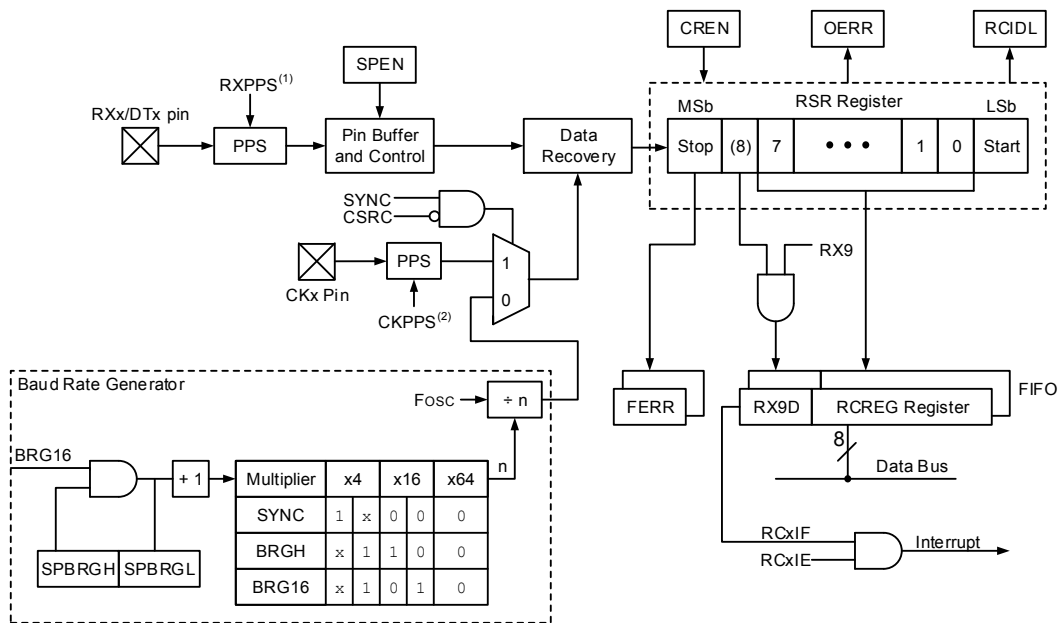 CREN
OERR
RCIDL
SPEN
RXPPS(1)
RXx/DTx pin
MSb
RSR Register
LSb
PPS
Pin Buffer
and Control
Data
Recovery
Stop
(8)
7
• • •
1
0
Start
SYNC
CSRC
PPS
1
0
RX9
CKx Pin
CKPPS(2)
Baud Rate Generator
FOSC
÷ n
FERR
RX9D
RCREG Register
FIFO
8
Data Bus
BRG16
+ 1
n
Multiplier x4 x16 x64
SYNC 1 x 0 0 0
BRGH x 1 1 0 0
BRG16 x 1 0 1 0
SPBRGH
SPBRGL
RCxIF
RCxIE
Interrupt